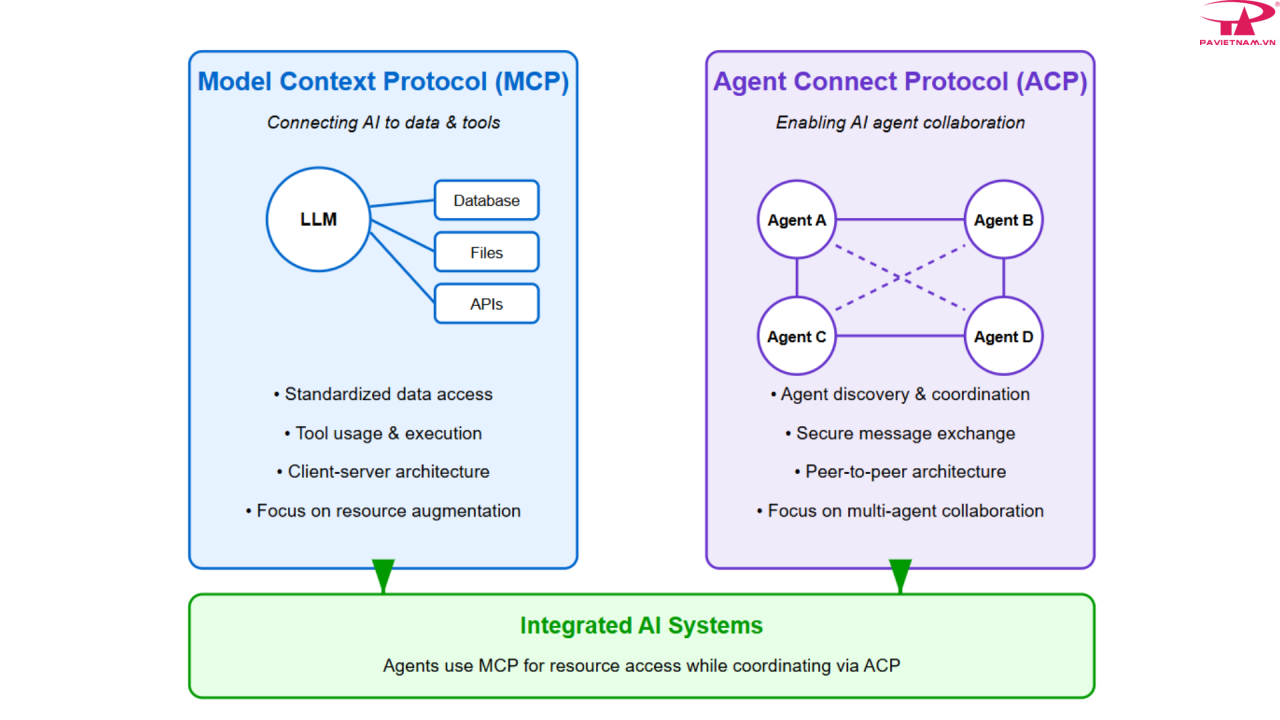 PAVIETNAM.VN
Model Context Protocol (MCP)
Connecting AI to data & tools
LLM
Database
Files
APIs
• Standardized data access
• Tool usage & execution
• Client-server architecture
• Focus on resource augmentation
Agent Connect Protocol (ACP)
Enabling AI agent collaboration
Agent A
Agent B
Agent C
Agent D
• Agent discovery & coordination
• Secure message exchange
• Peer-to-peer architecture
• Focus on multi-agent collaboration
Integrated AI Systems
Agents use MCP for resource access while coordinating via ACP